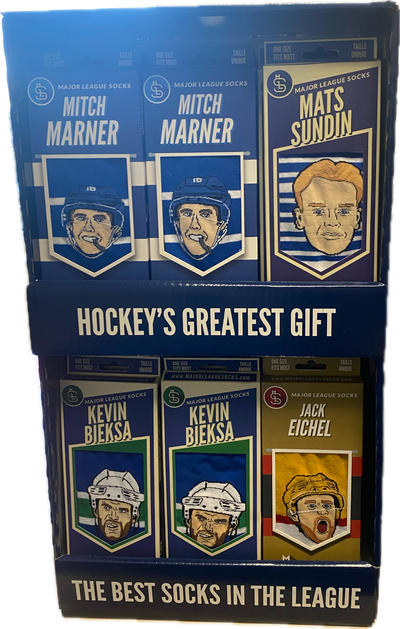 ONE SIZE
FITS MOST
TAILLE
UNIQUE
MAJOR LEAGUE SOCKS
MITCH
MARNER
ONE SIZE
FITS MOST
TAILLE
UNIQUE
MAJOR LEAGUE SOCKS
MITCH
MARNER
ONE SIZE
FITS MOST
TAILLE
UNIQUE
MAJOR LEAGUE SOCKS
MATS
SUNDIN
HOCKEY'S GREATEST GIFT
ONE SIZE
FITS MOST
TAILLE
UNIQUE
MAJOR LEAGUE SOCKS
KEVIN
BIEKSA
ONE SIZE
FITS MOST
TAILLE
UNIQUE
WWW.MAJORLEAGUESOCKS.COM
MAJOR LEAGUE SOCKS
KEVIN
BIEKSA
ONE SIZE
FITS MOST
TAILLE
UNIQUE
WWW.MAJORLEAGUESOCKS.COM
MAJOR LEAGUE SOCKS
JACK
EICHEL
THE BEST SOCKS IN THE LEAGUE